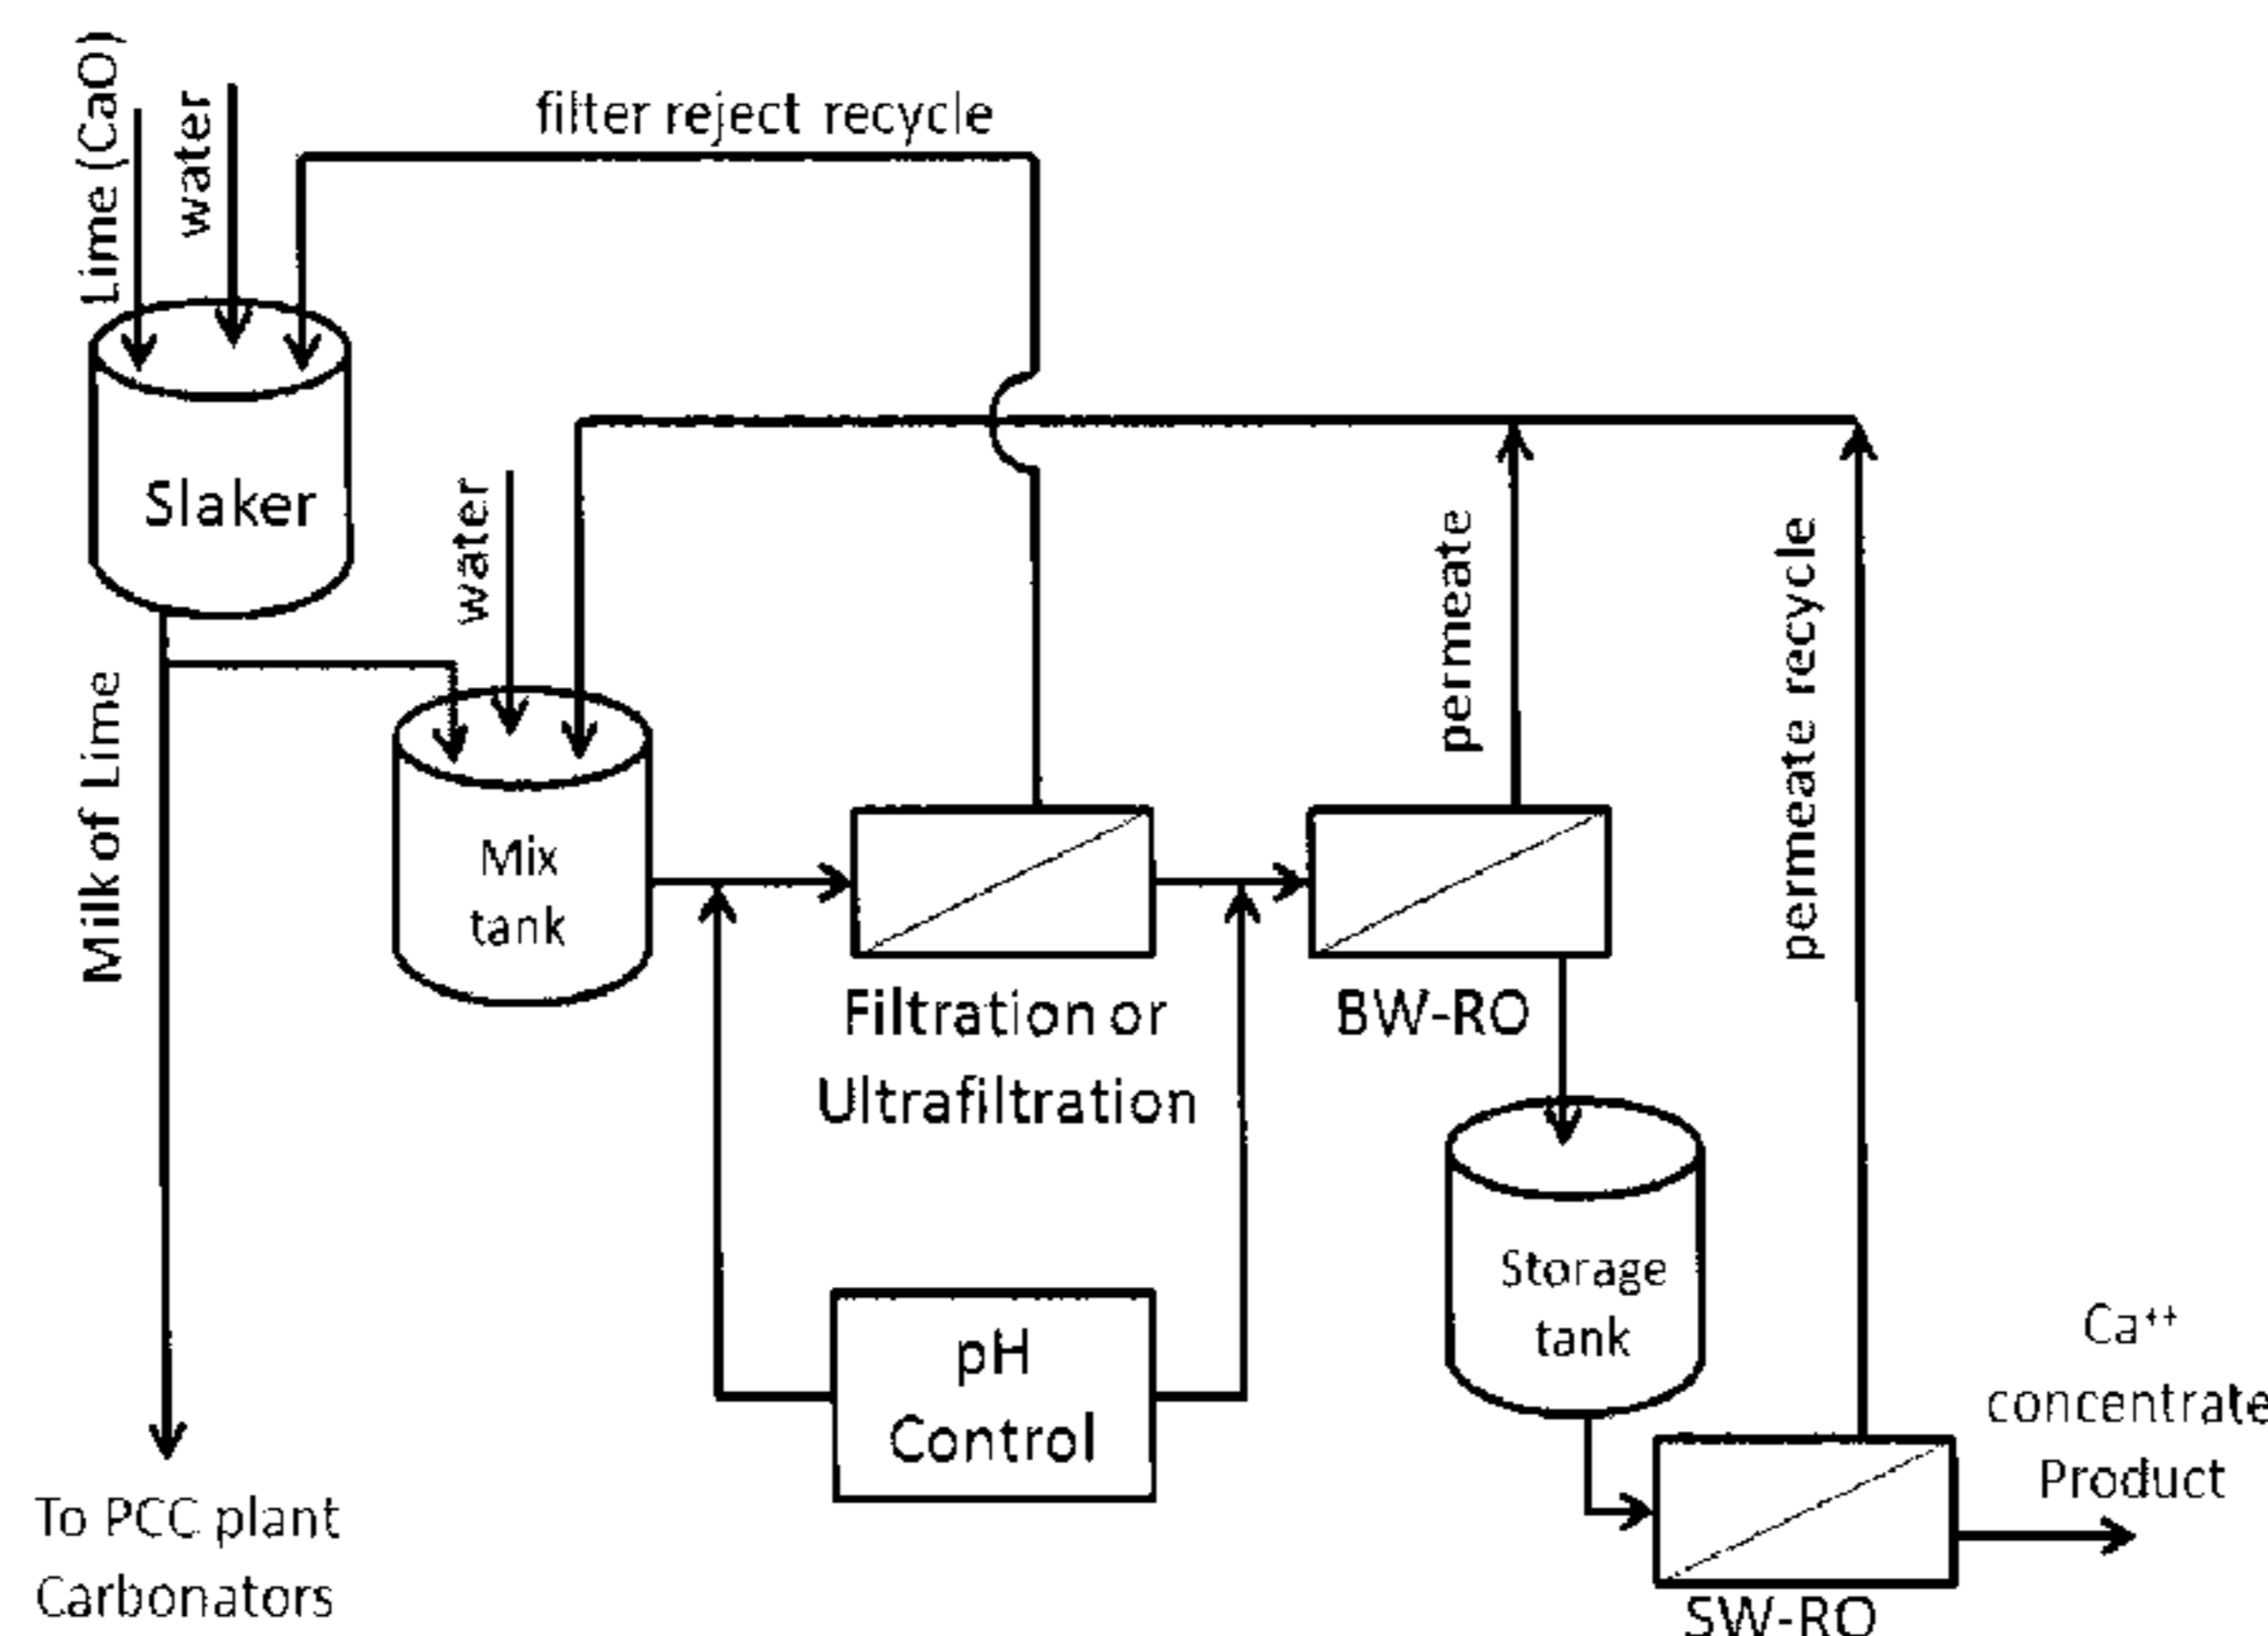 Lime (CaO)
water
filter reject recycle
Slaker
water
permeate
permeate recycle
Milk of Lime
Mix
tank
Filtration or
Ultrafiltration
BW-RO
Storage
tank
pH
Control
Ca++
concentrate
Product
To PCC plant
Carbonators
SW-RO